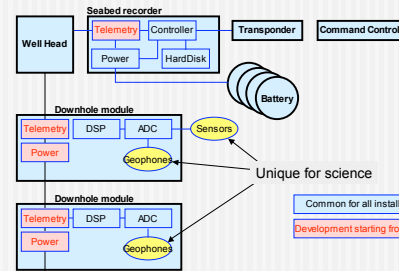 Seabed recorder
Well Head
Telemetry
Controller
Power
HardDisk
Transponder
Command Control
Battery
Downhole module
Telemetry
DSP
ADC
Sensors
Power
Geophones
Unique for science
Downhole module
Telemetry
DSP
ADC
Power
Geophones
Common for all install
Development starting fro